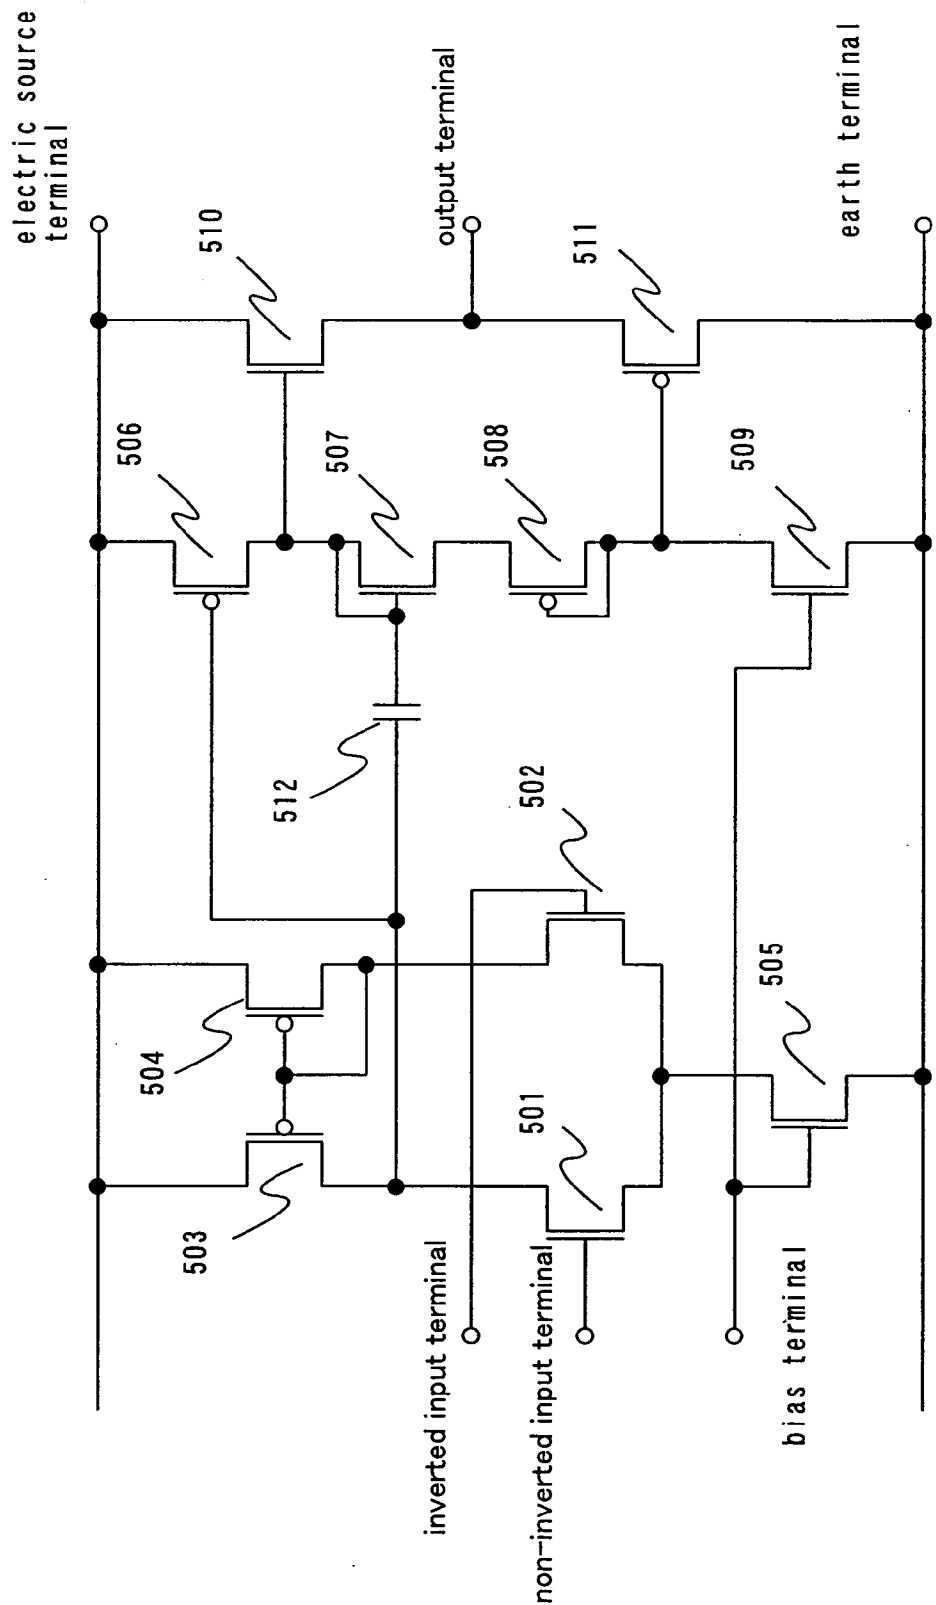 electric source
terminal
output terminal
earth terminal
510
511
506
507
508
509
512
502
504
505
501
503
inverted input terminal
non-inverted input terminal
bias terminal